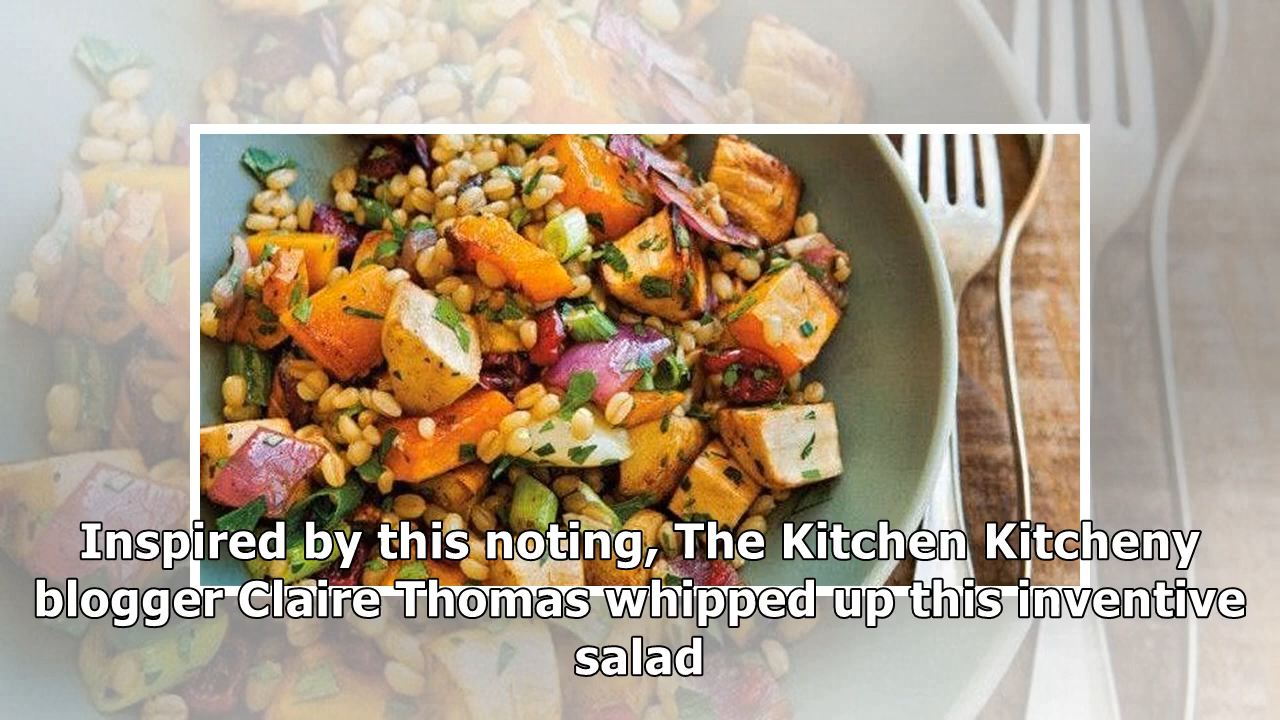 Inspired by this noting, The Kitchen Kitcheny
blogger Claire Thomas whipped up this inventive
salad